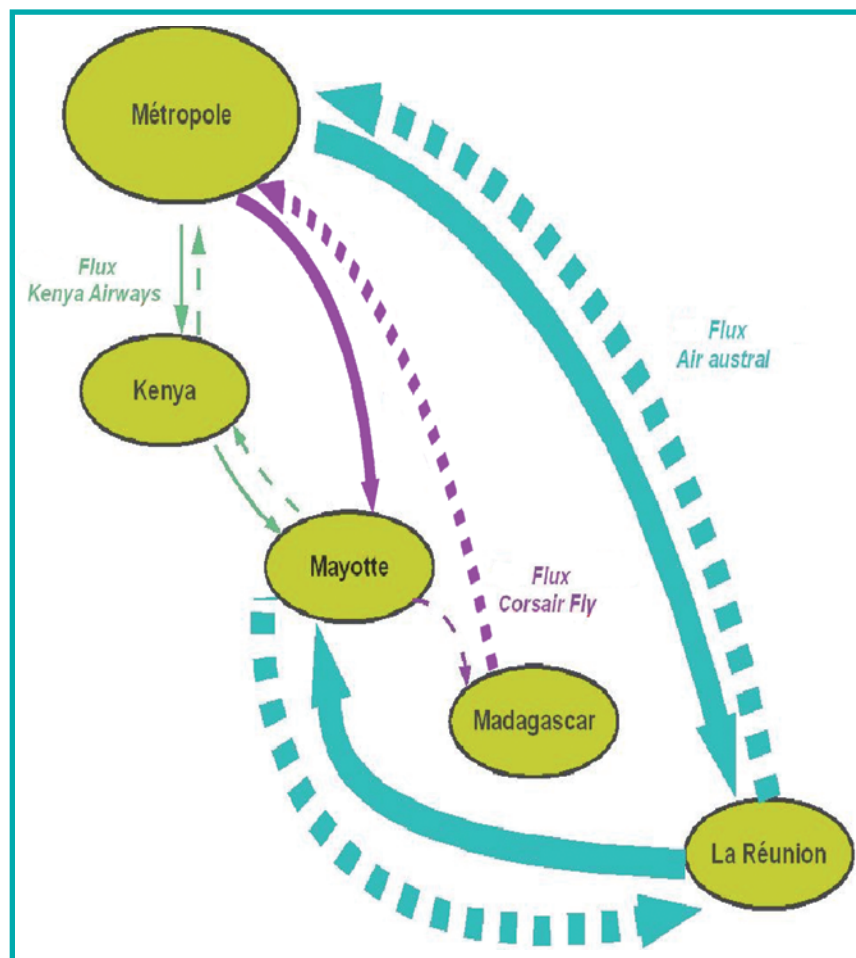 Métropole
Flux
Kenya Airways
Flux
Air austral
Kenya
Mayotte
Flux
Corsair Fly
Madagascar
La Réunion